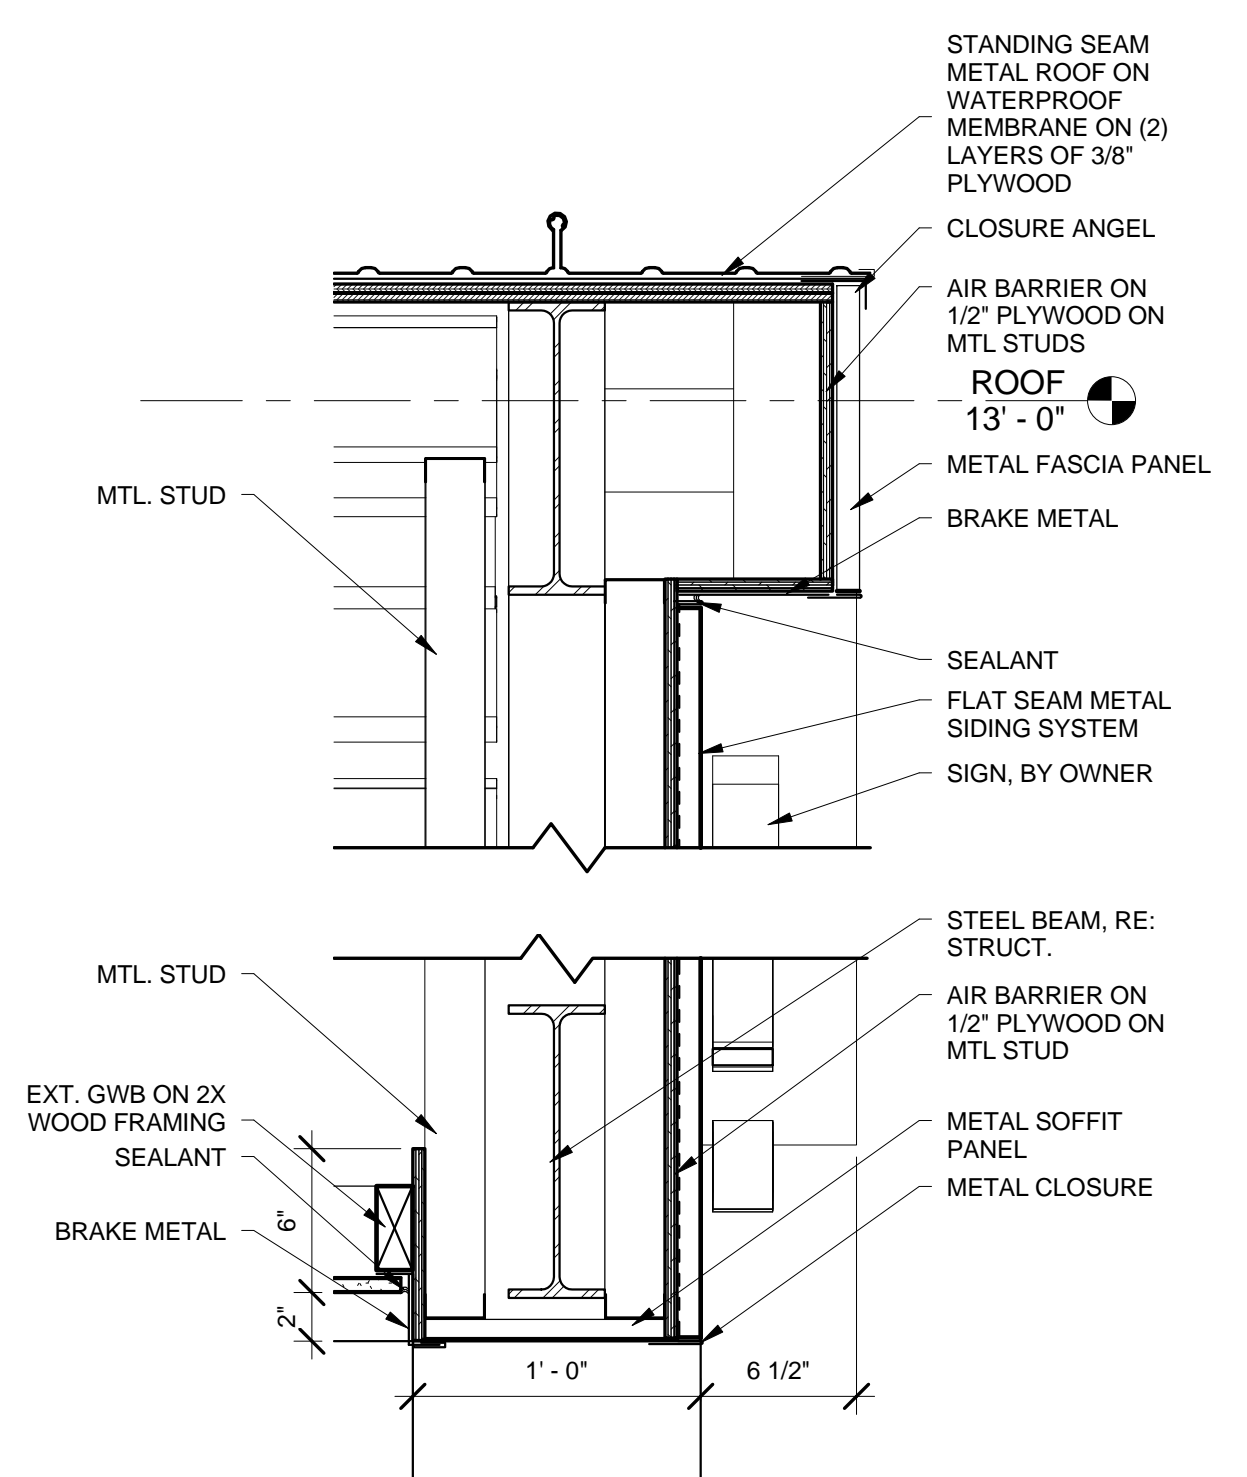 STANDING SEAM
METAL ROOF ON
WATERPROOF
MEMBRANE ON (2)
LAYERS OF 3/8"
PLYWOOD
CLOSURE ANGEL
AIR BARRIER ON
1/2" PLYWOOD ON
MTL STUDS
ROOF
13' - 0"
METAL FASCIA PANEL
MTL. STUD
BRAKE METAL
SEALANT
FLAT SEAM METAL
SIDING SYSTEM
SIGN, BY OWNER
STEEL BEAM, RE:
STRUCT.
MTL. STUD
AIR BARRIER ON
1/2" PLYWOOD ON
MTL STUD
EXT. GWB ON 2X
WOOD FRAMING
SEALANT
BRAKE METAL
METAL SOFFIT
PANEL
METAL CLOSURE
6"
2"
1' - 0"
6 1/2"